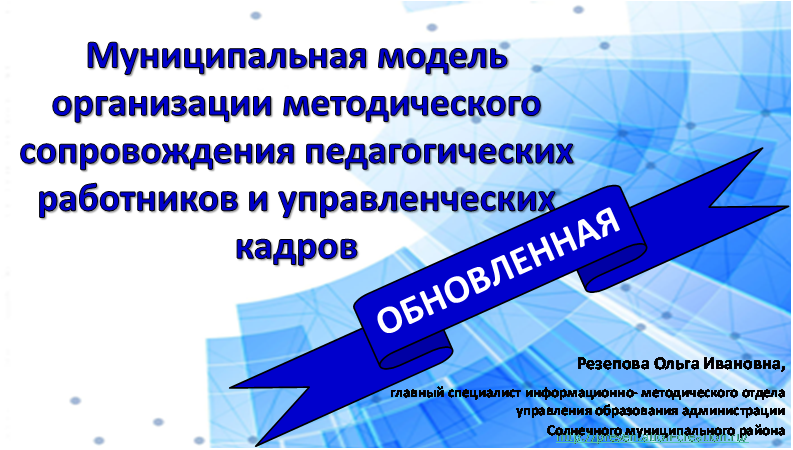 Муниципальная модель
организации методического
сопровождения педагогических
работников и управленческих
кадров
ОБНОВЛЕННАЯ
Резепова Ольга Ивановна,
главный специалист информационно- методического отдела
управления образования администрации
Солнечного муниципального района